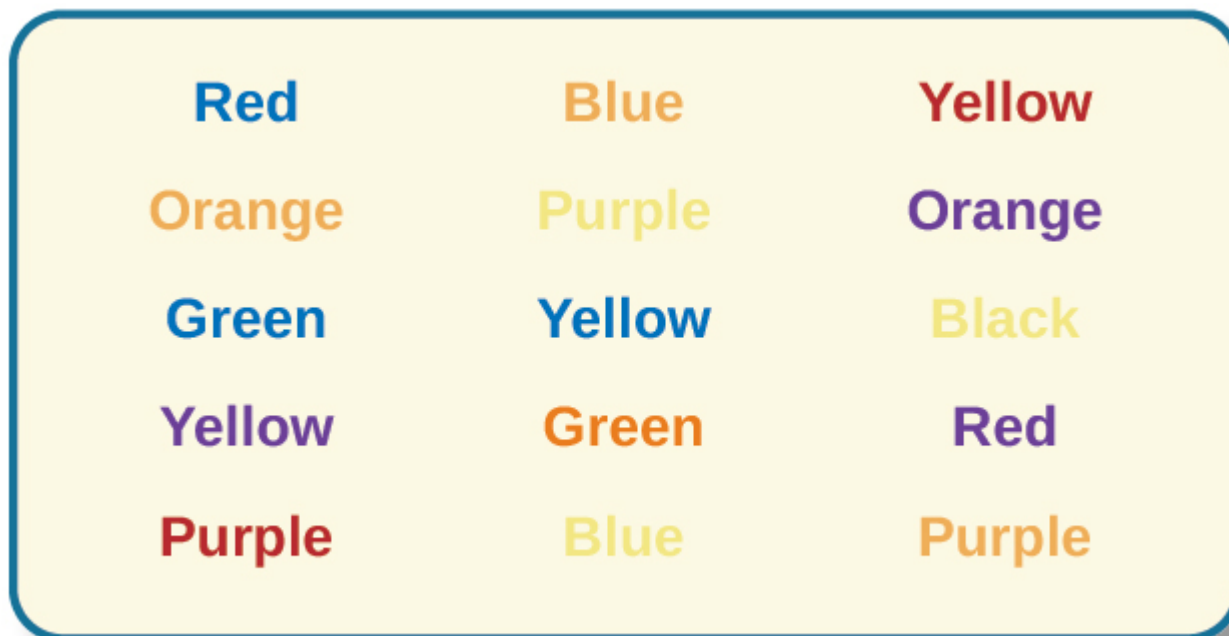 Red Blue Yellow
Orange Purple Orange
Green Yellow Black
Yellow Green Red
Purple Blue Purple